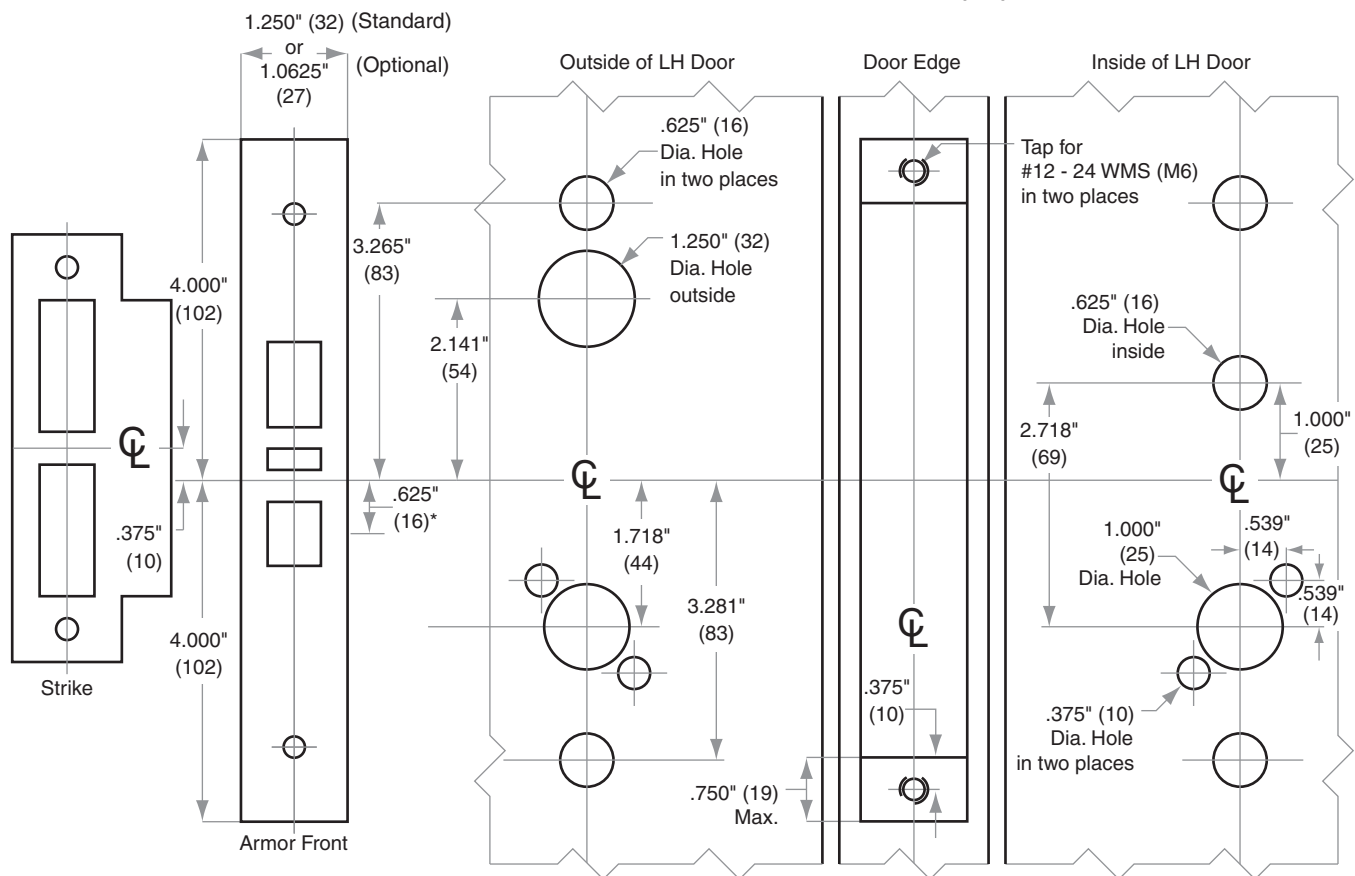 1.250" (32) (Standard)
or
1.0625"
(27)
(Optional)
Outside of LH Door
Door Edge
Inside of LH Door
.625" (16)
Dia. Hole
in two places
Tap for
#12 - 24 WMS (M6)
in two places
3.265"
(83)
1.250" (32)
Dia. Hole
outside
4.000"
(102)
.625" (16)
Dia. Hole
inside
2.141"
(54)
2.718"
(69)
1.000"
(25)
℄
℄
℄
.625"
(16)*
.375"
(10)
1.718"
(44)
1.000"
(25)
Dia. Hole
.539"
(14)
.539"
(14)
3.281"
(83)
℄
4.000"
(102)
Strike
.375"
(10)
.375" (10)
Dia. Hole
in two places
.750" (19)
Max.
Armor Front